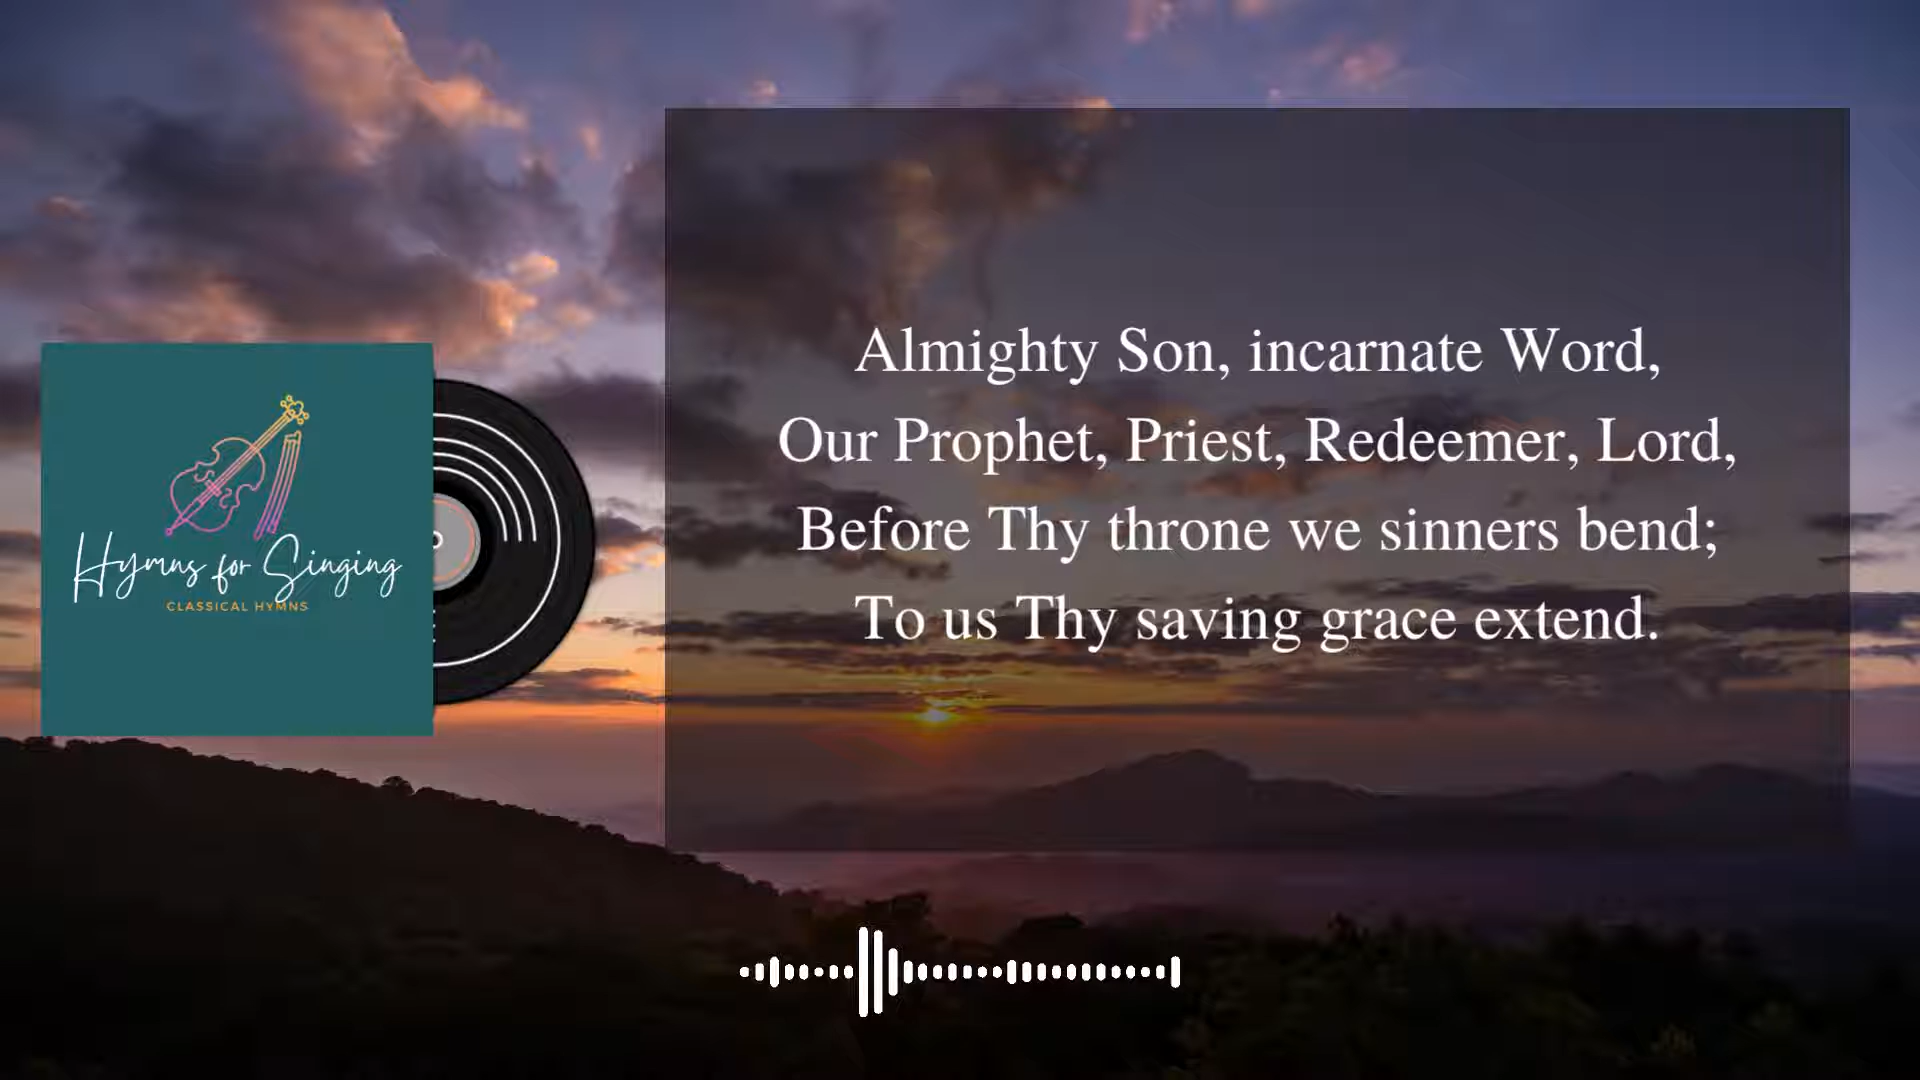 Hymns for Singing
CLASSICAL HYMNS
Almighty Son, incarnate Word,
Our Prophet, Priest, Redeemer, Lord,
Before Thy throne we sinners bend;
To us Thy saving grace extend.